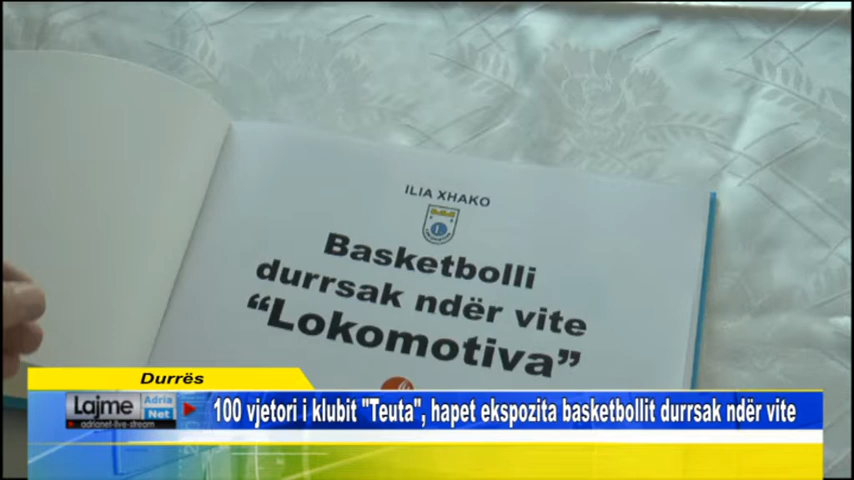 ILIA XHAKO
Basketbolli
durrsak ndër vite
"Lokomotiva"
Durrës
Lajme Adria Net
adrianet-live-stream
100 vjetori i klubit "Teuta", hapet ekspozita basketbollit durrsak ndër vite